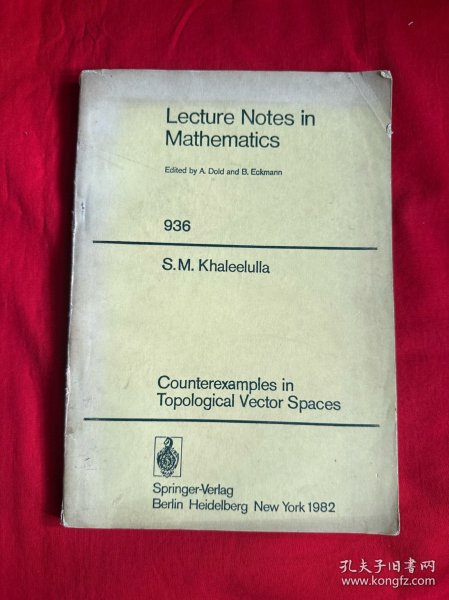 Lecture Notes in
Mathematics
Edited by A. Dold and B. Eckmann
936
S.M. Khaleelulla
Counterexamples in
Topological Vector Spaces
Springer-Verlag
Berlin Heidelberg New York 1982
孔夫子旧书网
www.kongfz.com